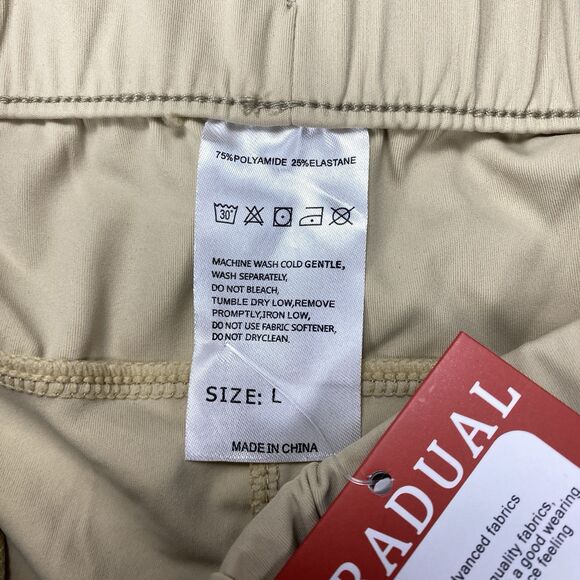 75%POLYAMIDE 25%ELASTANE
30°
MACHINE WASH COLD GENTLE,
WASH SEPARATELY,
DO NOT BLEACH,
TUMBLE DRY LOW,REMOVE
PROMPTLY,IRON LOW,
DO NOT USE FABRIC SOFTENER,
DO NOT DRYCLEAN.
SIZE: L
MADE IN CHINA
RADUAL
vanced fabrics
uality fabrics,
a good wearing
feeling